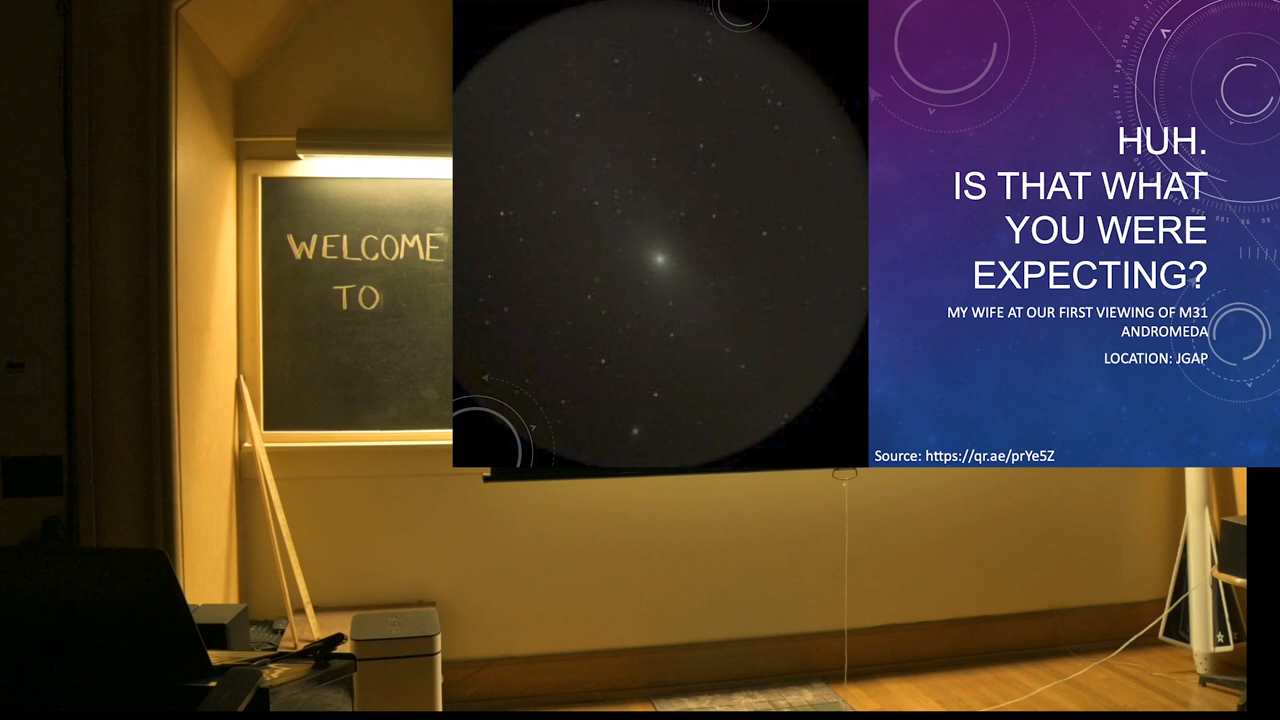 WELCOME
TO
HUH.
IS THAT WHAT
YOU WERE
EXPECTING?
MY WIFE AT OUR FIRST VIEWING OF M31
ANDROMEDA
LOCATION: JGAP
Source: https://qr.ae/prYe5Z